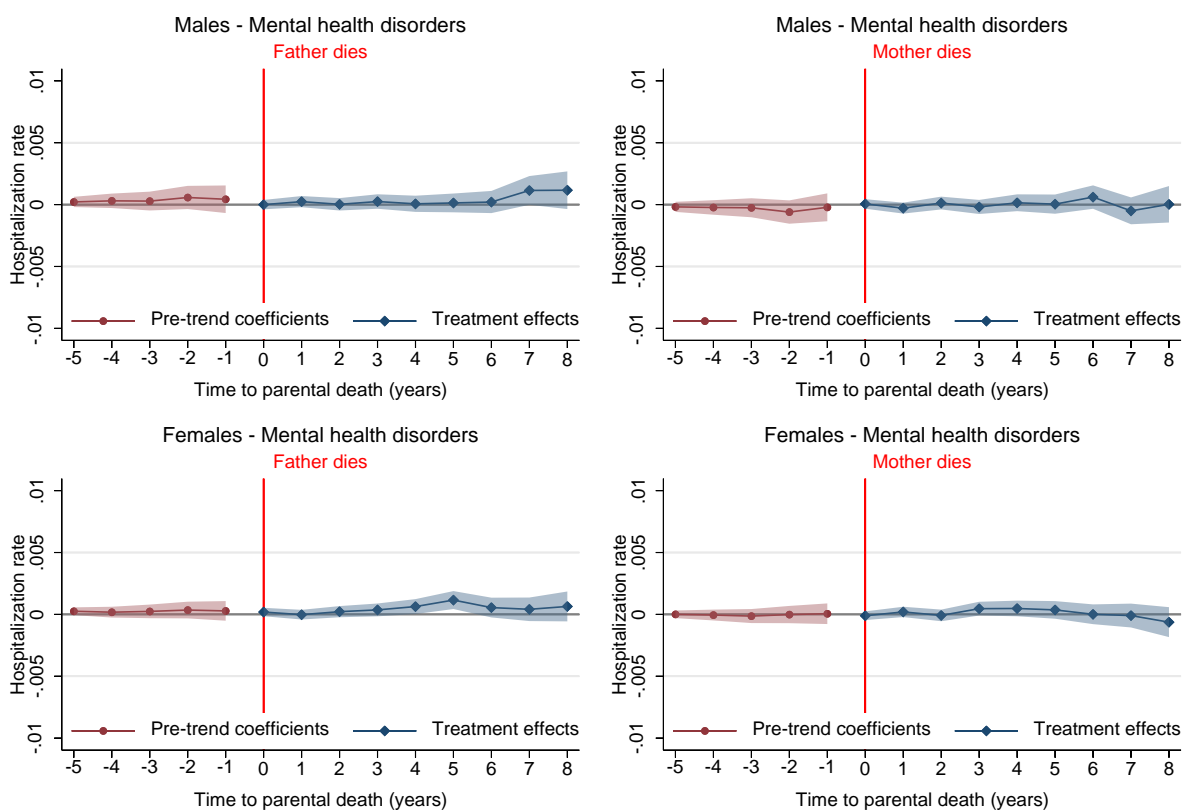 Males - Mental health disorders
Father dies
Hospitalization rate
.01
.005
0
-.005
-.01
Pre-trend coefficients
Treatment effects
-5 -4 -3 -2 -1 0 1 2 3 4 5 6 7 8
Time to parental death (years)
Males - Mental health disorders
Mother dies
Hospitalization rate
.01
.005
0
-.005
-.01
Pre-trend coefficients
Treatment effects
-5 -4 -3 -2 -1 0 1 2 3 4 5 6 7 8
Time to parental death (years)
Females - Mental health disorders
Father dies
Hospitalization rate
.01
.005
0
-.005
-.01
Pre-trend coefficients
Treatment effects
-5 -4 -3 -2 -1 0 1 2 3 4 5 6 7 8
Time to parental death (years)
Females - Mental health disorders
Mother dies
Hospitalization rate
.01
.005
0
-.005
-.01
Pre-trend coefficients
Treatment effects
-5 -4 -3 -2 -1 0 1 2 3 4 5 6 7 8
Time to parental death (years)